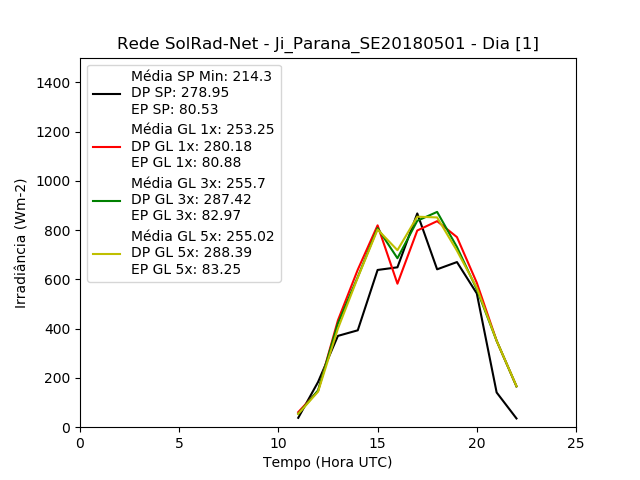 Rede SolRad-Net - Ji_Parana_SE20180501 - Dia [1]
Média SP Min: 214.3
DP SP: 278.95
EP SP: 80.53
Média GL 1x: 253.25
DP GL 1x: 280.18
EP GL 1x: 80.88
Média GL 3x: 255.7
DP GL 3x: 287.42
EP GL 3x: 82.97
Média GL 5x: 255.02
DP GL 5x: 288.39
EP GL 5x: 83.25
Irradiância (Wm-2)
1400
1200
1000
800
600
400
200
0
0 5 10 15 20 25
Tempo (Hora UTC)